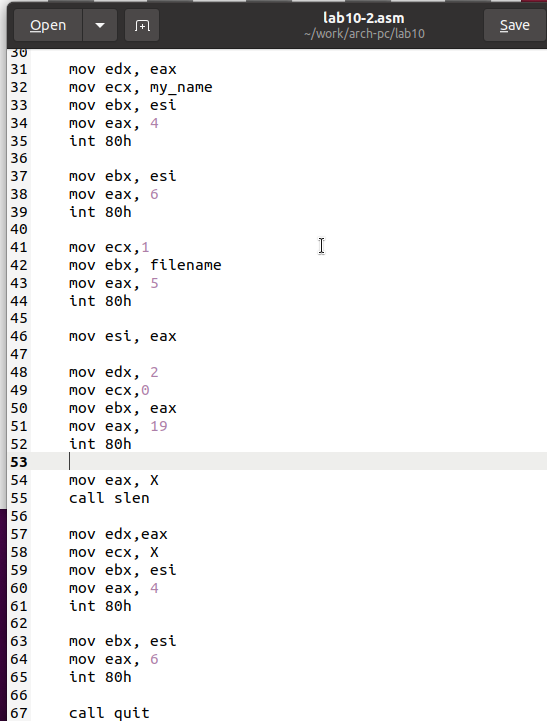 Open
lab10-2.asm
~/work/arch-pc/lab10
Save
30
31 mov edx, eax
32 mov ecx, my_name
33 mov ebx, esi
34 mov eax, 4
35 int 80h
36
37 mov ebx, esi
38 mov eax, 6
39 int 80h
40
41 mov ecx,1
42 mov ebx, filename
43 mov eax, 5
44 int 80h
45
46 mov esi, eax
47
48 mov edx, 2
49 mov ecx,0
50 mov ebx, eax
51 mov eax, 19
52 int 80h
53
54 mov eax, X
55 call slen
56
57 mov edx,eax
58 mov ecx, X
59 mov ebx, esi
60 mov eax, 4
61 int 80h
62
63 mov ebx, esi
64 mov eax, 6
65 int 80h
66
67 call quit